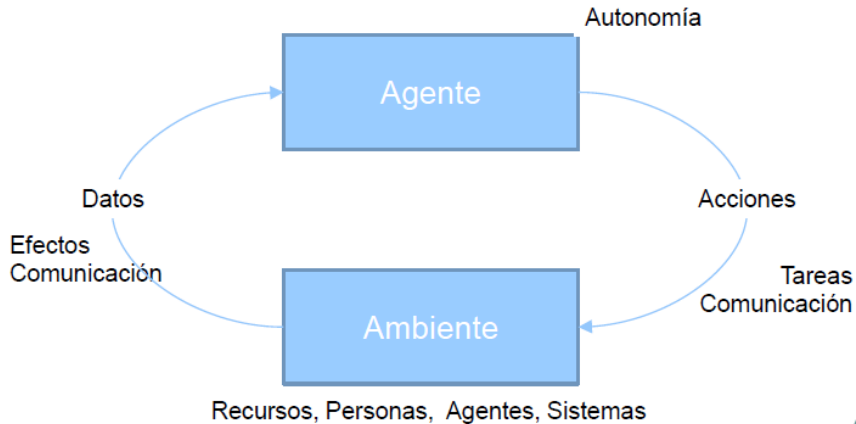 Autonomía
Agente
Datos
Acciones
Efectos
Comunicación
Tareas
Comunicación
Ambiente
Recursos, Personas, Agentes, Sistemas